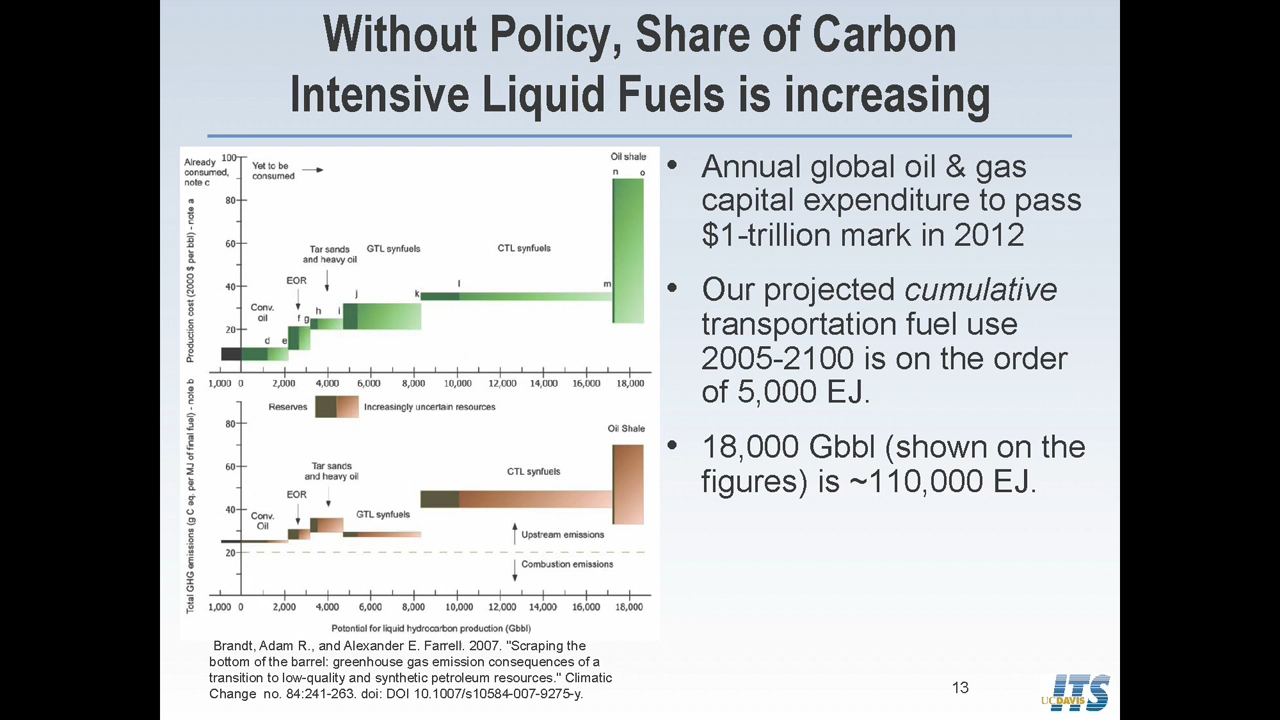 Without Policy, Share of Carbon
Intensive Liquid Fuels is increasing
Already
consumed,
note c
100
Yet to be
consumed
Oil shale
n o
80
60
Tar sands
and heavy oil
GTL synfuels
CTL synfuels
EOR
40
j
k
l
m
Conv.
oil
f g
h
i
20
d e
Production cost (2000 $ per bbl) - note a
1,000 0 2,000 4,000 6,000 8,000 10,000 12,000 14,000 16,000 18,000
Reserves
Increasingly uncertain resources
80
Oil Shale
60
Tar sands
and heavy oil
CTL synfuels
EOR
40
Conv.
Oil
GTL synfuels
Upstream emissions
20
Combustion emissions
Total GHG emissions (g C eq. per MJ of final fuel) - note b
1,000 0 2,000 4,000 6,000 8,000 10,000 12,000 14,000 16,000 18,000
Potential for liquid hydrocarbon production (Gbbl)
Brandt, Adam R., and Alexander E. Farrell. 2007. "Scraping the
bottom of the barrel: greenhouse gas emission consequences of a
transition to low-quality and synthetic petroleum resources." Climatic
Change no. 84:241-263. doi: DOI 10.1007/s10584-007-9275-y.
• Annual global oil & gas
capital expenditure to pass
$1-trillion mark in 2012
• Our projected cumulative
transportation fuel use
2005-2100 is on the order
of 5,000 EJ.
• 18,000 Gbbl (shown on the
figures) is ~110,000 EJ.
13
UCDAVIS ITS